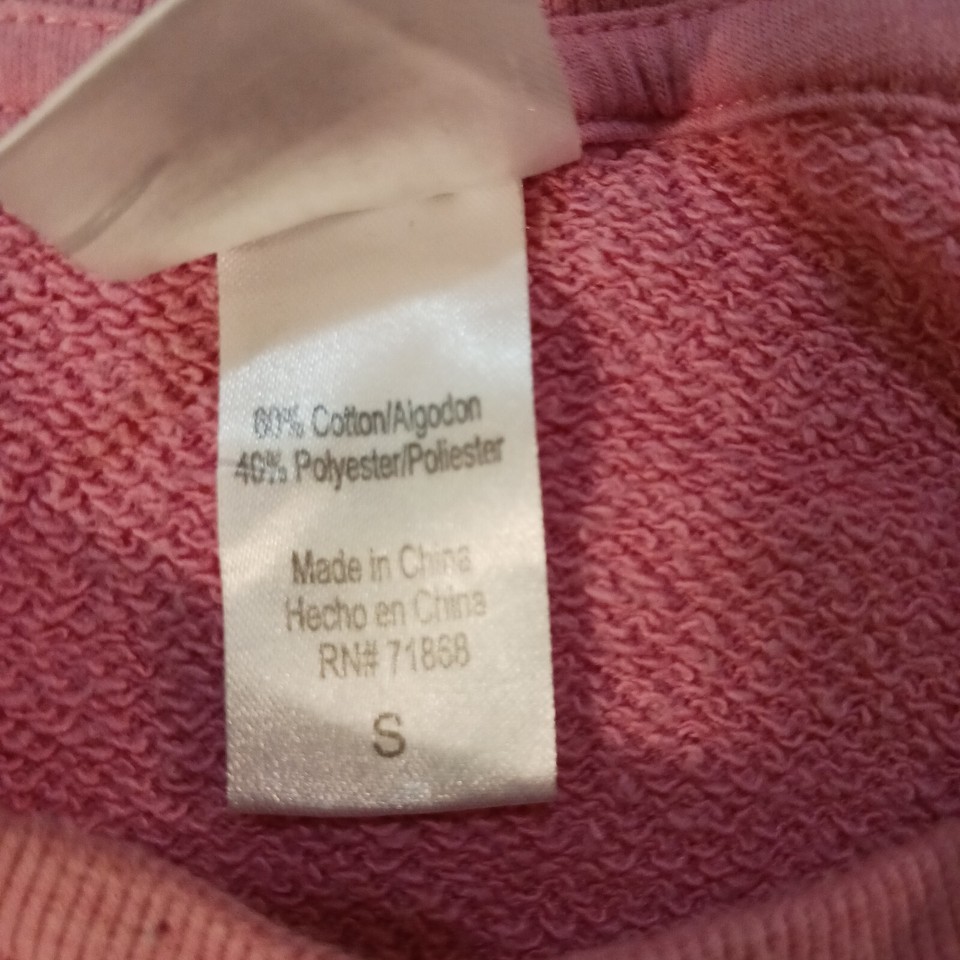 60% Cotton/Algodon
40% Polyester/Poliester
Made in China
Hecho en China
RN# 71868
S